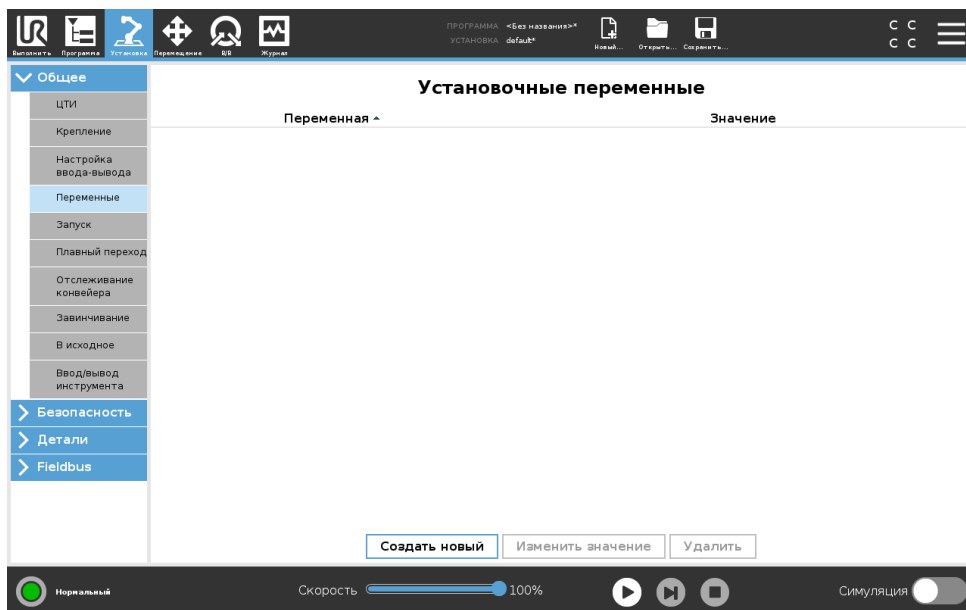 ПРОГРАММА <Без названия>*
УСТАНОВКА default*
C C
C C
Выполнить Программа Установка Перемещение В/В Журнал Новый... Открыть... Сохранить...
Общее
ЦТИ
Крепление
Настройка
ввода-вывода
Переменные
Запуск
Плавный переход
Отслеживание
конвейера
Завинчивание
В исходное
Ввод/вывод
инструмента
Безопасность
Детали
Fieldbus
Установочные переменные
Переменная Значение
Создать новый Изменить значение Удалить
Нормальный Скорость 100% Симуляция